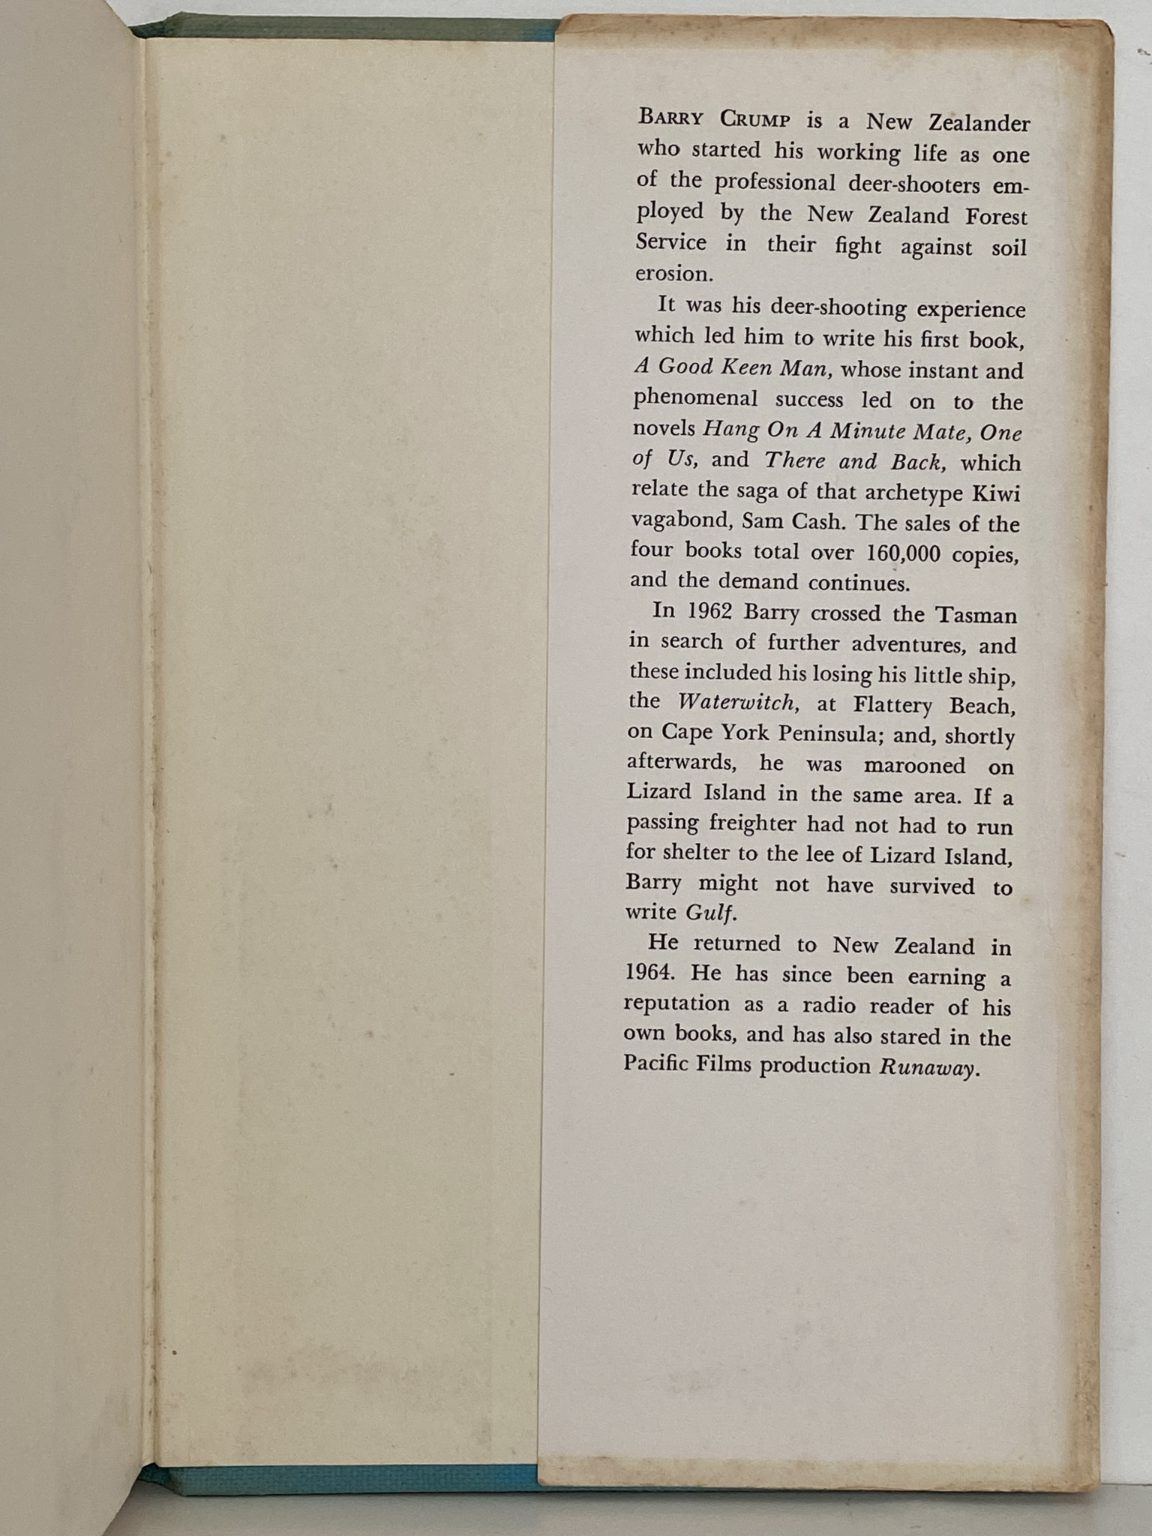 BARRY CRUMP is a New Zealander
who started his working life as one
of the professional deer-shooters em-
ployed by the New Zealand Forest
Service in their fight against soil
erosion.
It was his deer-shooting experience
which led him to write his first book,
A Good Keen Man, whose instant and
phenomenal success led on to the
novels Hang On A Minute Mate, One
of Us, and There and Back, which
relate the saga of that archetype Kiwi
vagabond, Sam Cash. The sales of the
four books total over 160,000 copies,
and the demand continues.
In 1962 Barry crossed the Tasman
in search of further adventures, and
these included his losing his little ship,
the Waterwitch, at Flattery Beach,
on Cape York Peninsula; and, shortly
afterwards, he was marooned on
Lizard Island in the same area. If a
passing freighter had not had to run
for shelter to the lee of Lizard Island,
Barry might not have survived to
write Gulf.
He returned to New Zealand in
1964. He has since been earning a
reputation as a radio reader of his
own books, and has also stared in the
Pacific Films production Runaway.